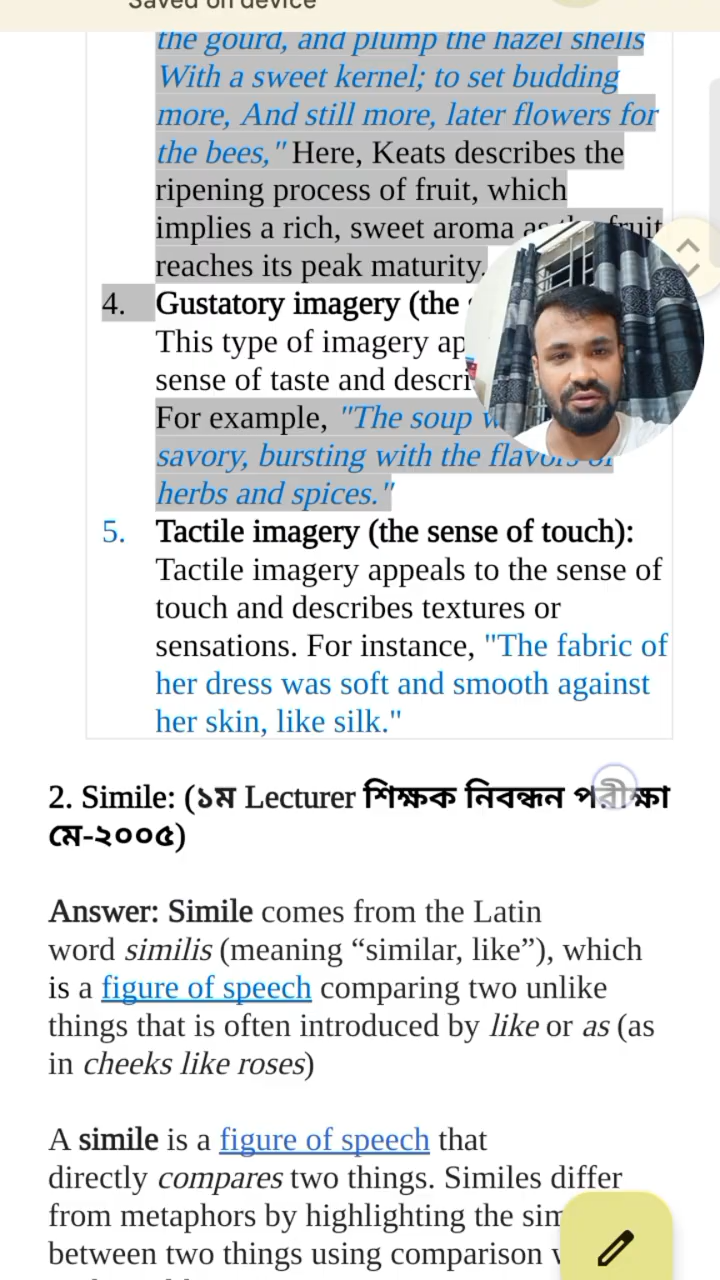 Saved on device
the gourd, and plump the hazel shells
With a sweet kernel; to set budding
more, And still more, later flowers for
the bees," Here, Keats describes the
ripening process of fruit, which
implies a rich, sweet aroma as the fruit
reaches its peak maturity.
4. Gustatory imagery (the
This type of imagery
sense of taste and
For example, "The soup
savory, bursting with the flavors of
herbs and spices."
5. Tactile imagery (the sense of touch):
Tactile imagery appeals to the sense of
touch and describes textures or
sensations. For instance, "The fabric of
her dress was soft and smooth against
her skin, like silk."
2. Simile: (১ম Lecturer শিক্ষক নিবন্ধন পরীক্ষা
মে-২০০৫)
Answer: Simile comes from the Latin
word similis (meaning “similar, like”), which
is a figure of speech comparing two unlike
things that is often introduced by like or as (as
in cheeks like roses)
A simile is a figure of speech that
directly compares two things. Similes differ
from metaphors by highlighting the
between two things using comparison